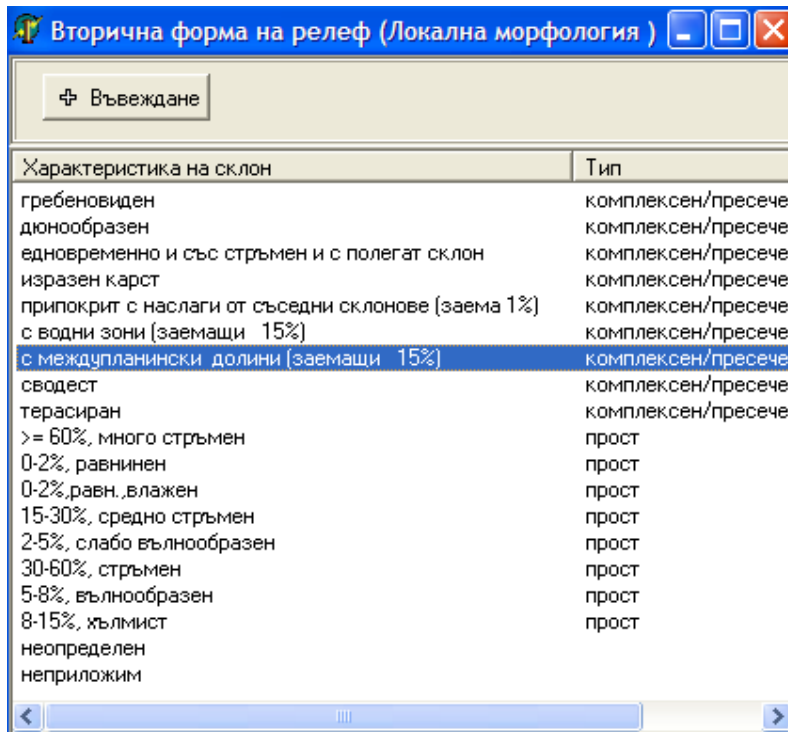 Вторична форма на релеф (Локална морфология )
Въвеждане
Характеристика на склон Тип
гребеновиден комплексен/пресече
дюнообразен комплексен/пресече
едновременно и със стръмен и с полегат склон комплексен/пресече
изразен карст комплексен/пресече
припокрит с наслаги от съседни склонове (заема 1%) комплексен/пресече
с водни зони (заемащи 15%) комплексен/пресече
с междупланински долини (заемащи 15%) комплексен/пресече
сводест комплексен/пресече
терасиран комплексен/пресече
>= 60%, много стръмен прост
0-2%, равнинен прост
0-2%,равн.,влажен прост
15-30%, средно стръмен прост
2-5%, слабо вълнообразен прост
30-60%, стръмен прост
5-8%, вълнообразен прост
8-15%, хълмист прост
неопределен
неприложим